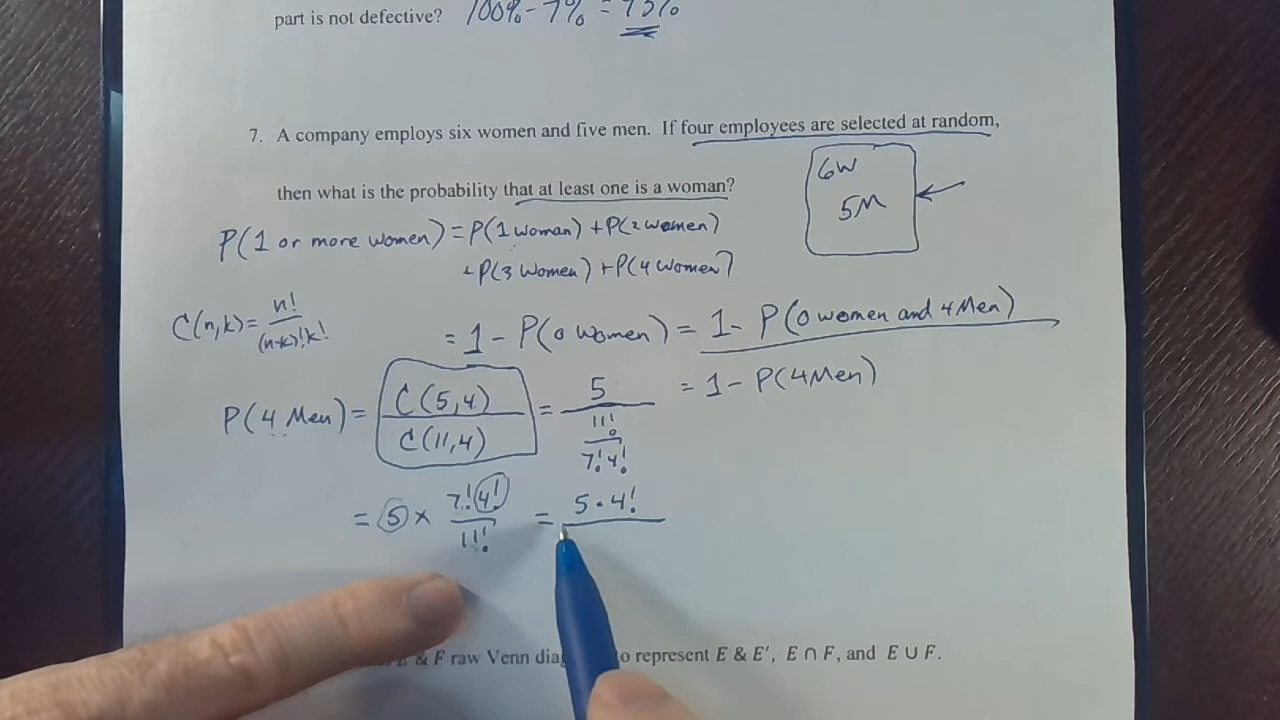 part is not defective? 100% - 7% = 93%
7. A company employs six women and five men. If four employees are selected at random,
6W
then what is the probability that at least one is a woman?
5M
P(1 or more women) = P(1 woman) + P(2 women)
+ P(3 women) + P(4 women)
C(n,k) = n! / (n-k)!k!
= 1 - P(0 women) = 1 - P(0 women and 4 Men)
= 1 - P(4 Men)
P(4 Men) = C(5,4) / C(11,4) = 5 / 11! / 7!4!
= 5 × 7!4! / 11! = 5 · 4!
& F raw Venn dia o represent E & E′, E ∩ F, and E ∪ F.